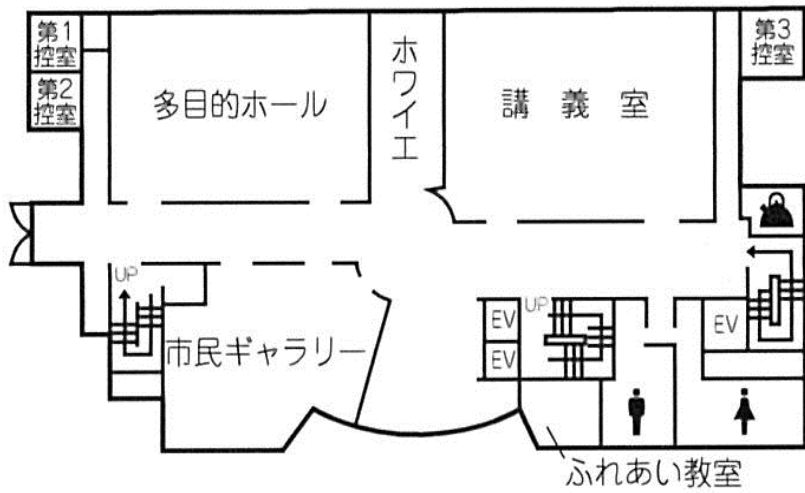 第1
控室
第2
控室
多目的ホール
ホワイエ
講義室
第3
控室
UP
市民ギャラリー
EV
EV
UP
EV
ふれあい教室